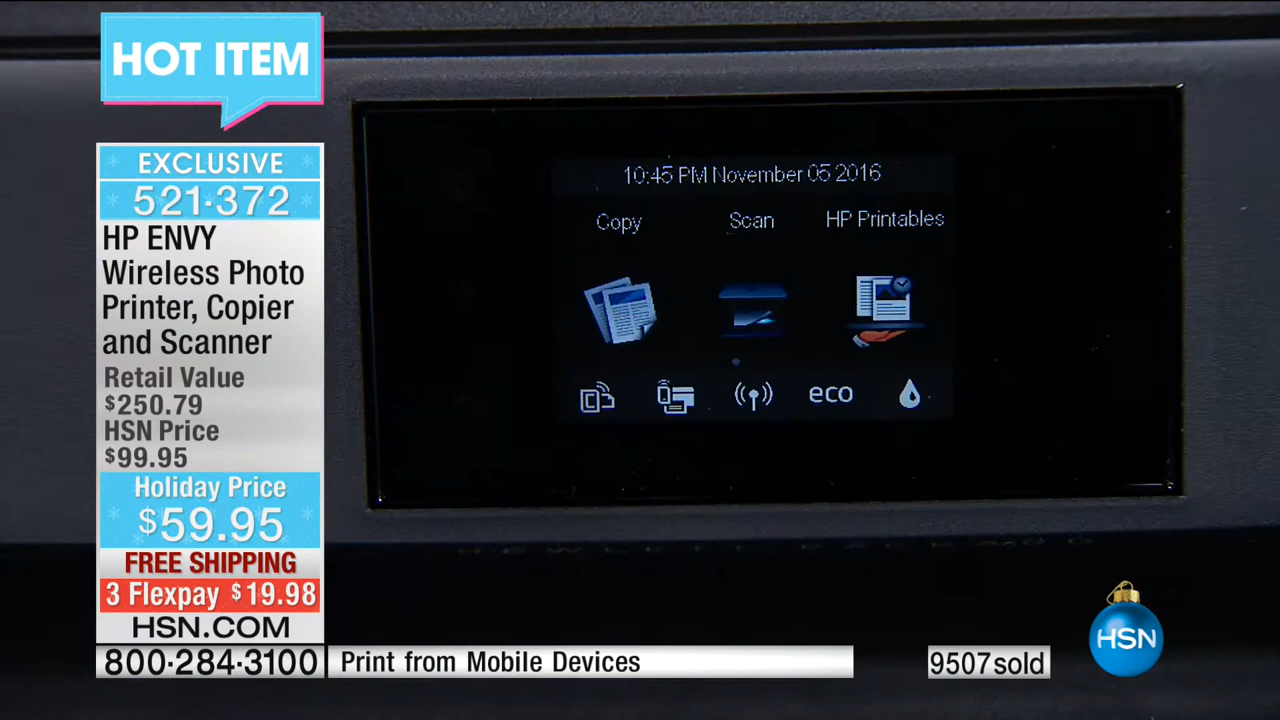 HOT ITEM
EXCLUSIVE
521-372
HP ENVY
Wireless Photo
Printer, Copier
and Scanner
Retail Value
$250.79
HSN Price
$99.95
Holiday Price
$59.95
FREE SHIPPING
3 Flexpay $19.98
HSN.COM
800-284-3100
Print from Mobile Devices
9507sold
HSN
10:45 PM November 05 2016
Copy
Scan
HP Printables
eco